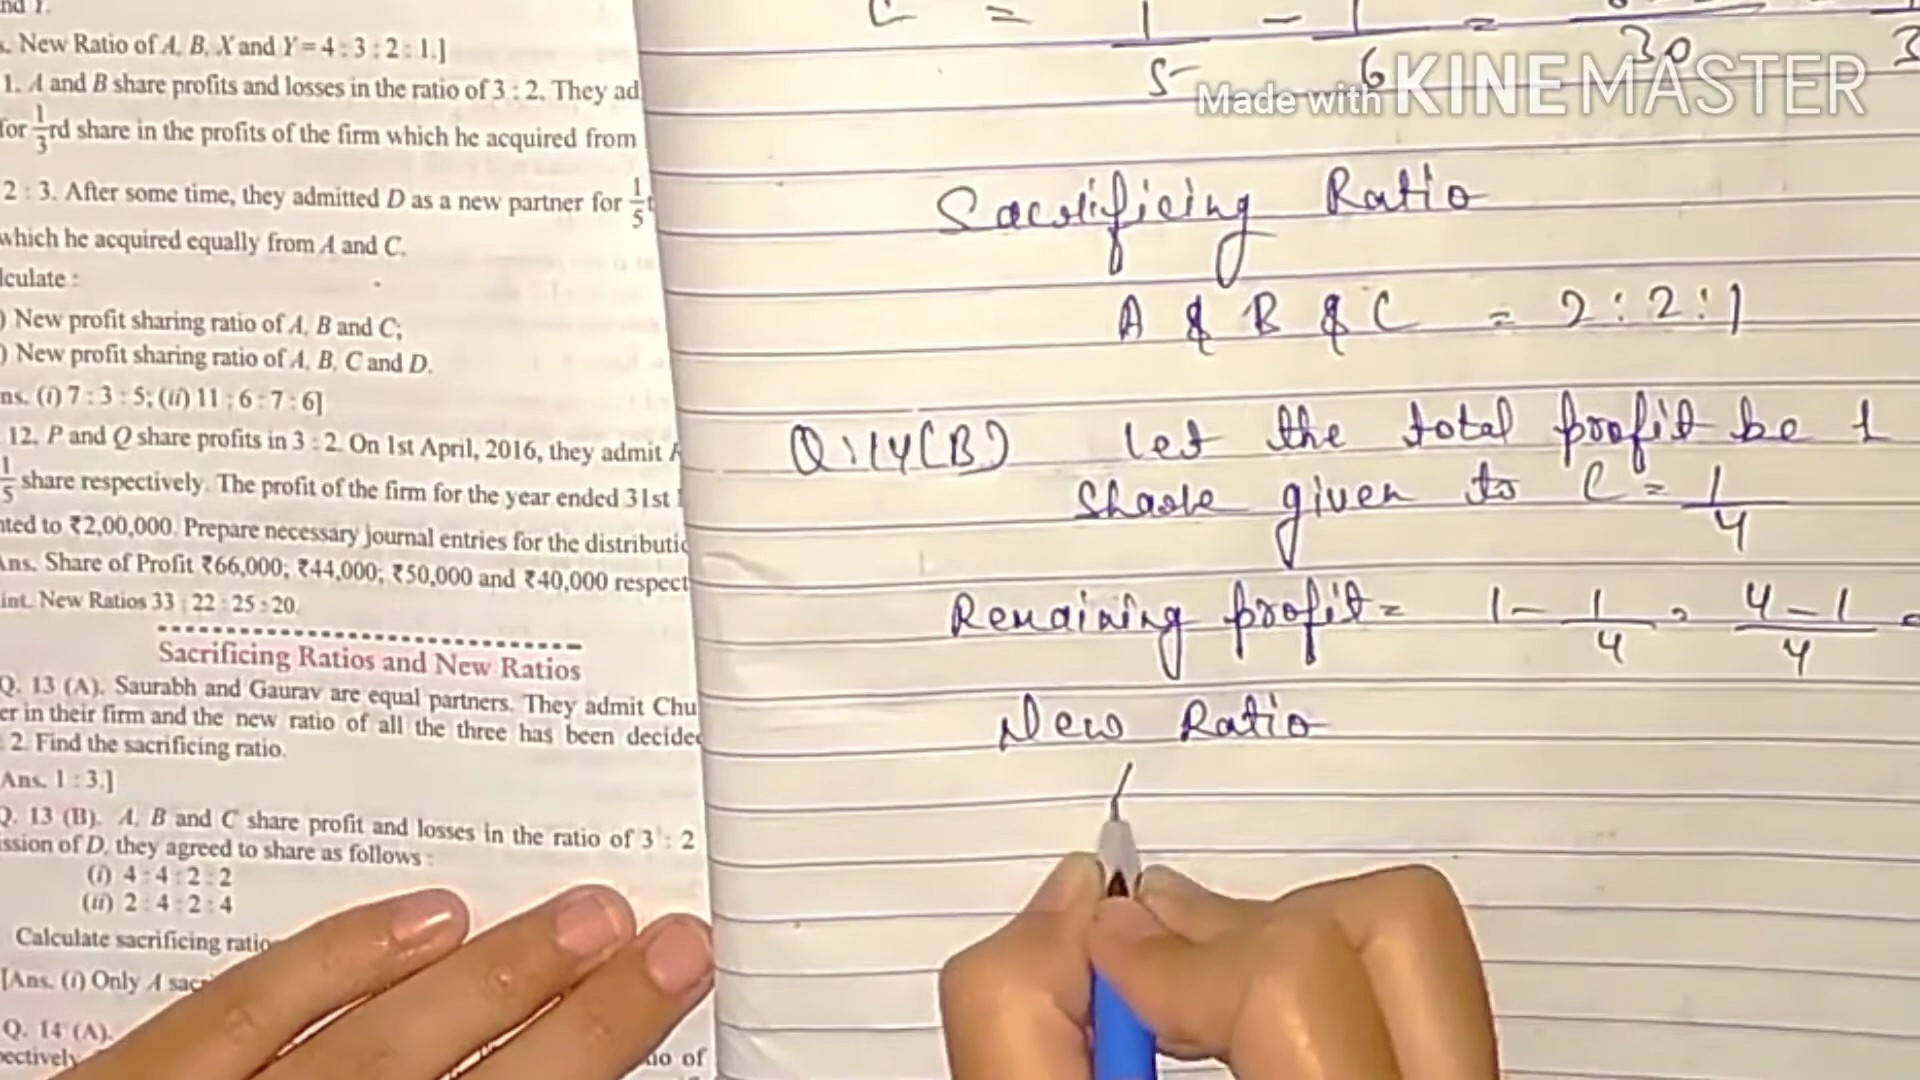 nd Y.
New Ratio of A, B, X and Y = 4 : 3 : 2 : 1.]
1. A and B share profits and losses in the ratio of 3 : 2. They ad
for 1/3rd share in the profits of the firm which he acquired from
2 : 3. After some time, they admitted D as a new partner for 1/5t
which he acquired equally from A and C.
lculate :
) New profit sharing ratio of A, B and C;
) New profit sharing ratio of A, B, C and D.
ns. (i) 7 : 3 : 5; (ii) 11 : 6 : 7 : 6]
12. P and Q share profits in 3 : 2. On 1st April, 2016, they admit
1/5 share respectively. The profit of the firm for the year ended 31st
nted to ₹2,00,000. Prepare necessary journal entries for the distributio
Ans. Share of Profit ₹66,000; ₹44,000; ₹50,000 and ₹40,000 respect
int. New Ratios 33 : 22 : 25 : 20.
Sacrificing Ratios and New Ratios
Q. 13 (A). Saurabh and Gaurav are equal partners. They admit Chu
er in their firm and the new ratio of all the three has been decided
: 2. Find the sacrificing ratio.
Ans. 1 : 3.]
Q. 13 (B). A, B and C share profit and losses in the ratio of 3 : 2
ssion of D, they agreed to share as follows :
(i) 4 : 4 : 2 : 2
(ii) 2 : 4 : 2 : 4
Calculate sacrificing ratio
[Ans. (i) Only A sacr
Q. 14 (A).
pectively
tio of
C = 1/5 - 1/6 = 30
Made with KINEMASTER
Sacrificing Ratio
A & B & C = 2 : 2 : 1
Q:14(B) Let the total profit be 1
Share given to C = 1/4
Remaining profit = 1 - 1/4 = 4-1/4 =
New Ratio